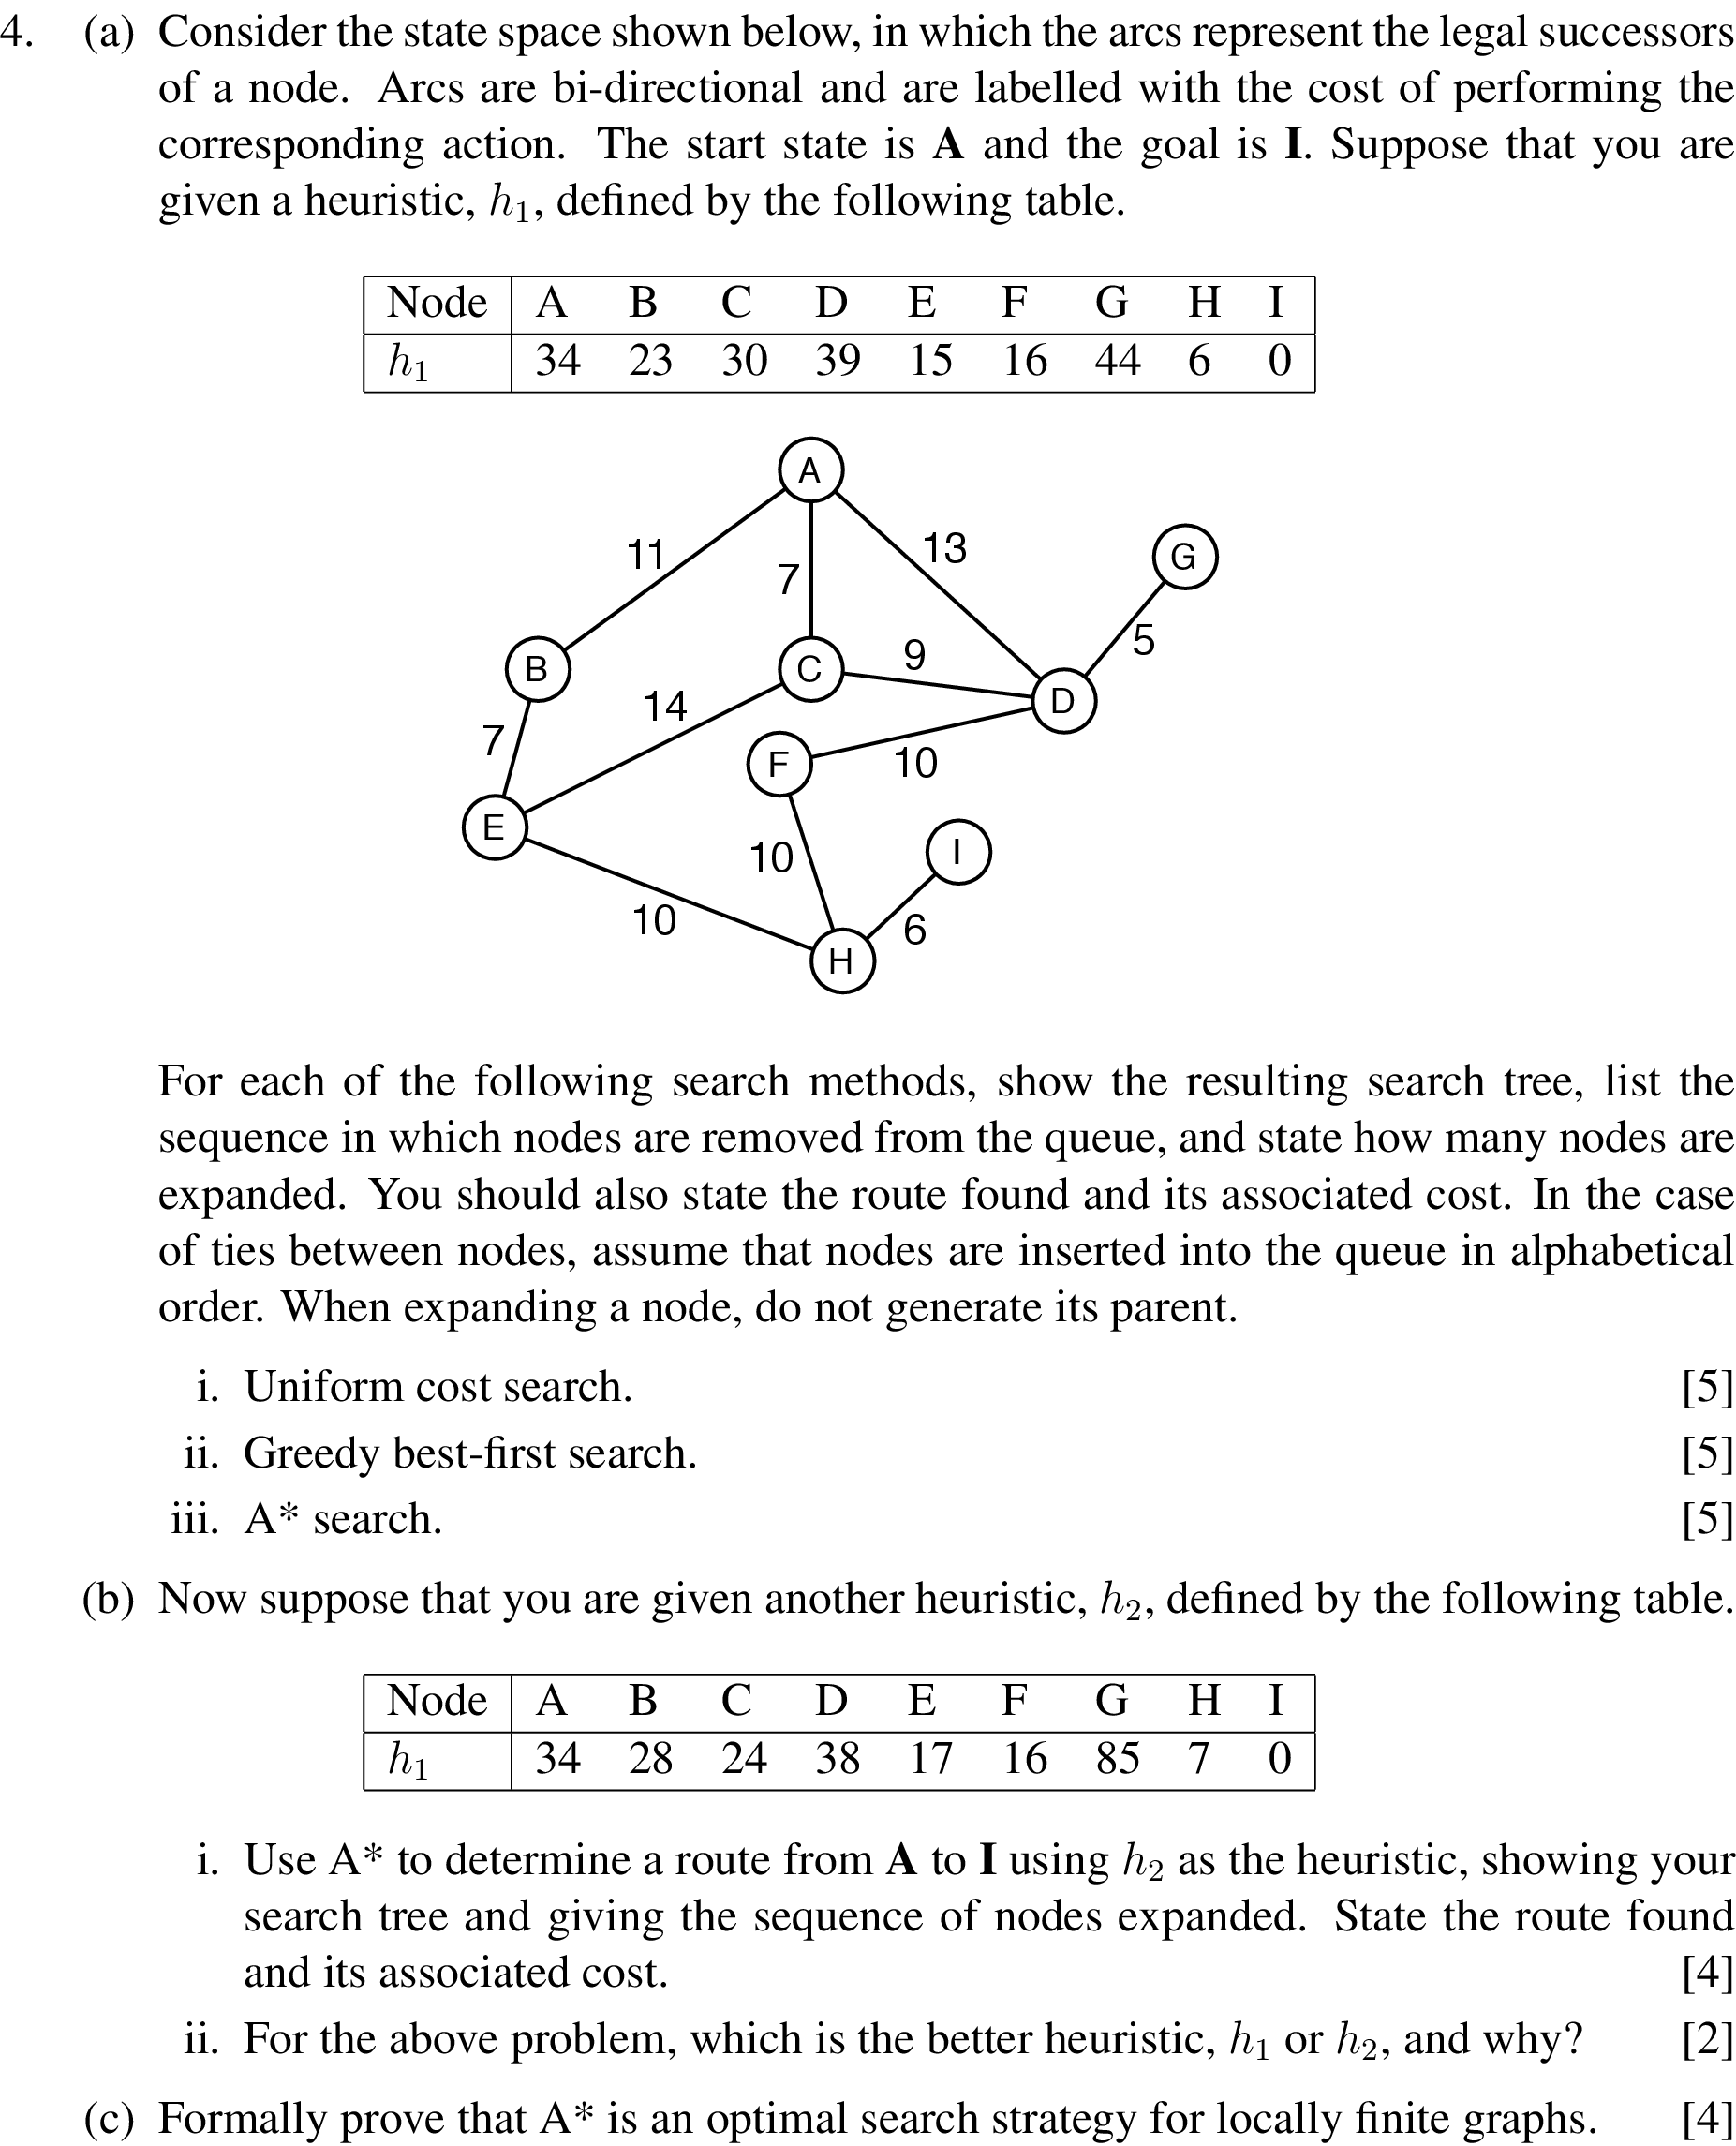 4. (a) Consider the state space shown below, in which the arcs represent the legal successors
of a node. Arcs are bi-directional and are labelled with the cost of performing the
corresponding action. The start state is A and the goal is I. Suppose that you are
given a heuristic, h₁, defined by the following table.
Node A B C D E F G H I
h₁ 34 23 30 39 15 16 44 6 0
A
11
13
G
7
5
B
C
9
D
14
7
F
10
E
I
10
10
6
H
For each of the following search methods, show the resulting search tree, list the
sequence in which nodes are removed from the queue, and state how many nodes are
expanded. You should also state the route found and its associated cost. In the case
of ties between nodes, assume that nodes are inserted into the queue in alphabetical
order. When expanding a node, do not generate its parent.
i. Uniform cost search. [5]
ii. Greedy best-first search. [5]
iii. A* search. [5]
(b) Now suppose that you are given another heuristic, h₂, defined by the following table.
Node A B C D E F G H I
h₁ 34 28 24 38 17 16 85 7 0
i. Use A* to determine a route from A to I using h₂ as the heuristic, showing your
search tree and giving the sequence of nodes expanded. State the route found
and its associated cost. [4]
ii. For the above problem, which is the better heuristic, h₁ or h₂, and why? [2]
(c) Formally prove that A* is an optimal search strategy for locally finite graphs. [4]